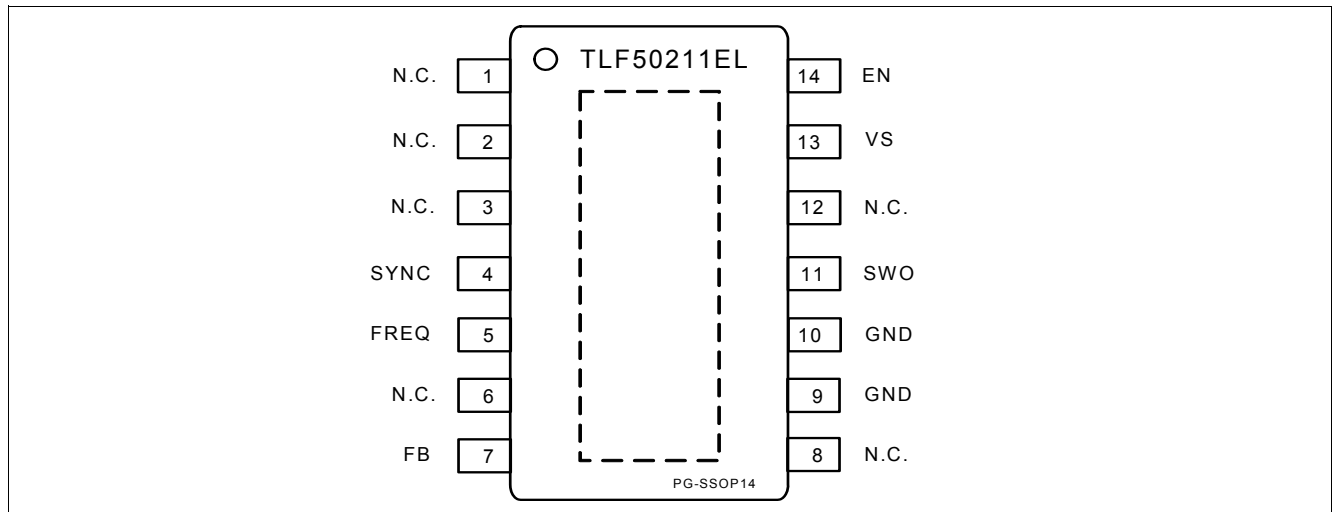 TLF50211EL
N.C. 1 14 EN
N.C. 2 13 VS
N.C. 3 12 N.C.
SYNC 4 11 SWO
FREQ 5 10 GND
N.C. 6 9 GND
FB 7 8 N.C.
PG-SSOP14